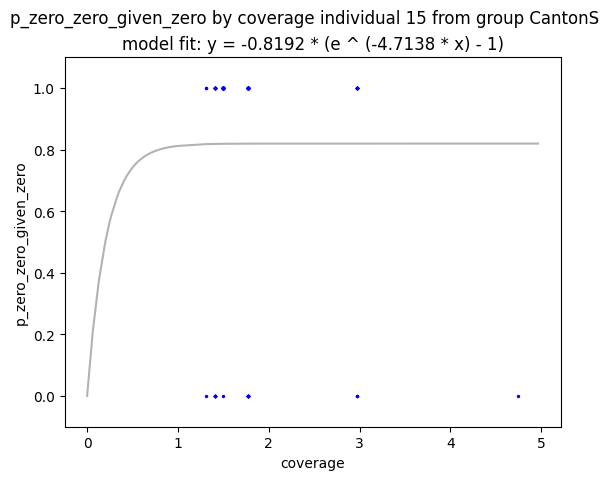 p_zero_zero_given_zero by coverage individual 15 from group CantonS
model fit: y = -0.8192 * (e ^ (-4.7138 * x) - 1)
p_zero_zero_given_zero
1.0
0.8
0.6
0.4
0.2
0.0
0 1 2 3 4 5
coverage